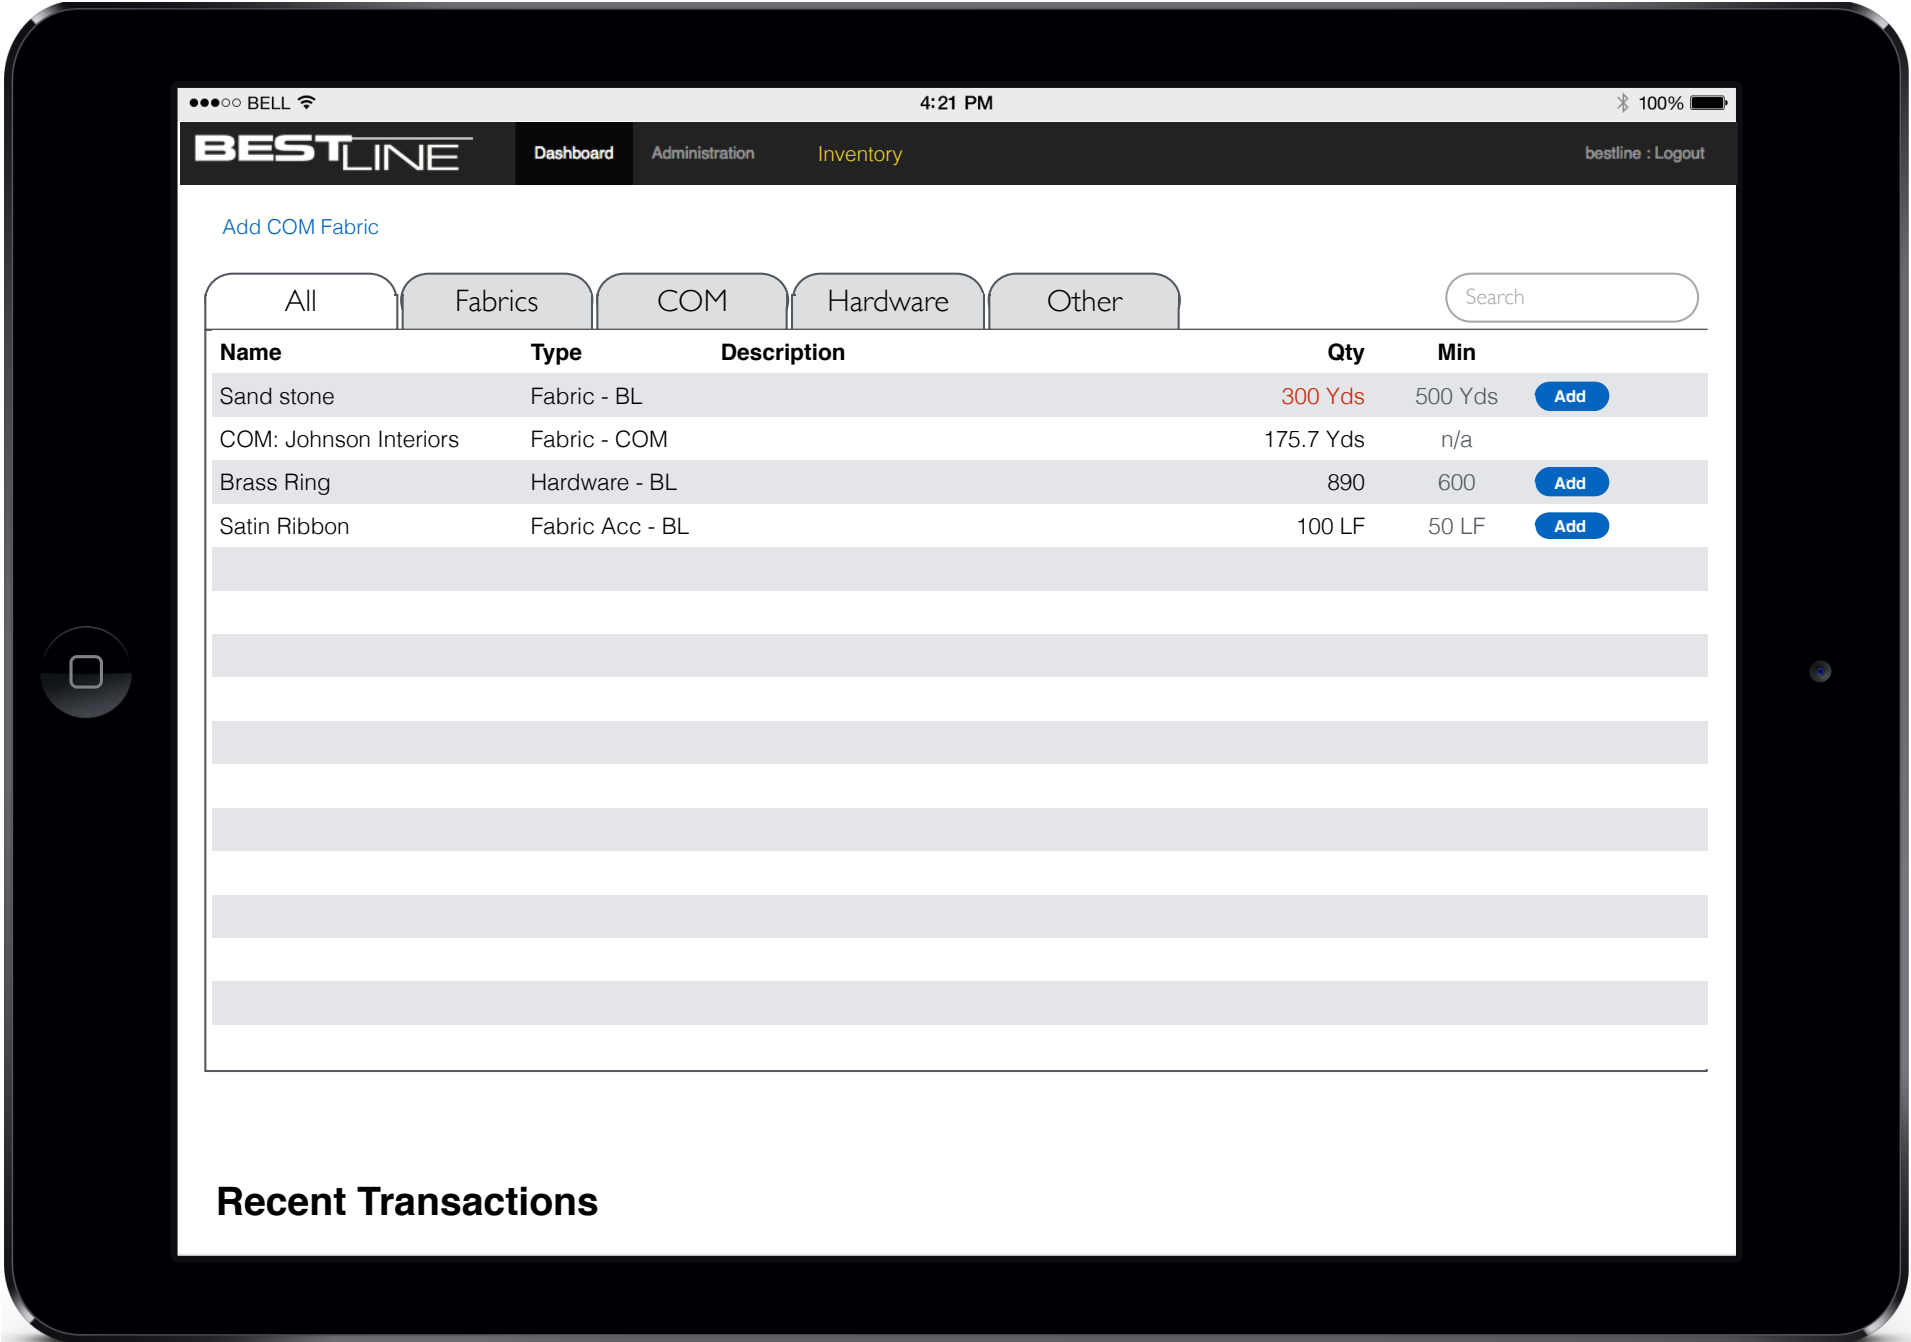 BELL 4:21 PM 100%
BESTLINE Dashboard Administration Inventory bestline : Logout
Add COM Fabric
All Fabrics COM Hardware Other Search
Name Type Description Qty Min
Sand stone Fabric - BL 300 Yds 500 Yds Add
COM: Johnson Interiors Fabric - COM 175.7 Yds n/a
Brass Ring Hardware - BL 890 600 Add
Satin Ribbon Fabric Acc - BL 100 LF 50 LF Add
Recent Transactions